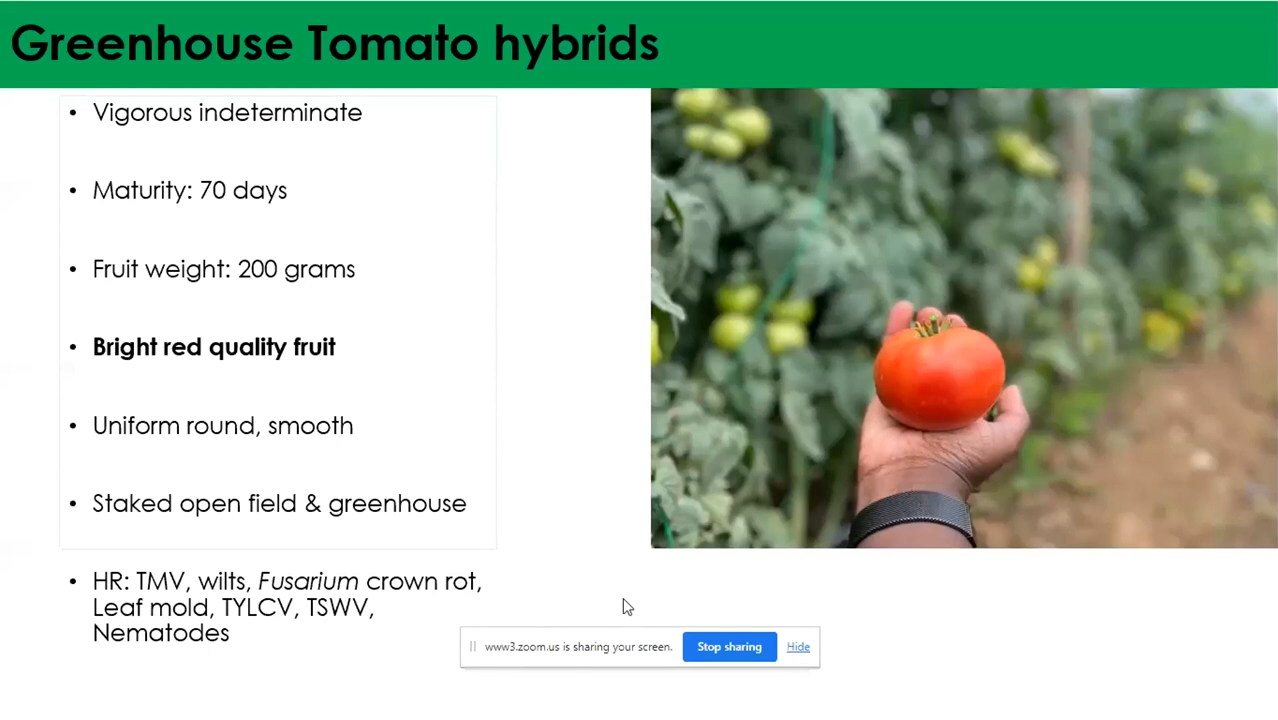 Greenhouse Tomato hybrids
• Vigorous indeterminate
• Maturity: 70 days
• Fruit weight: 200 grams
• Bright red quality fruit
• Uniform round, smooth
• Staked open field & greenhouse
• HR: TMV, wilts, Fusarium crown rot,
Leaf mold, TYLCV, TSWV,
Nematodes
www3.zoom.us is sharing your screen. Stop sharing Hide